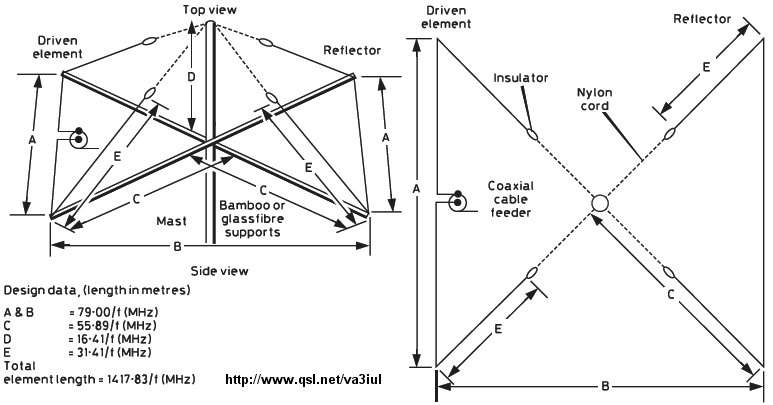 Top view
Driven
element
Reflector
D
A
E
A
E
C
C
Mast
Bamboo or
glassfibre
supports
B
Side view
Design data, (length in metres)
A & B = 79·00/f (MHz)
C = 55·89/f (MHz)
D = 16·41/f (MHz)
E = 31·41/f (MHz)
Total
element length = 1417·83/f (MHz)
http://www.qsl.net/va3iul
Driven
element
Reflector
E
Insulator
Nylon
cord
A
Coaxial
cable
feeder
C
E
B